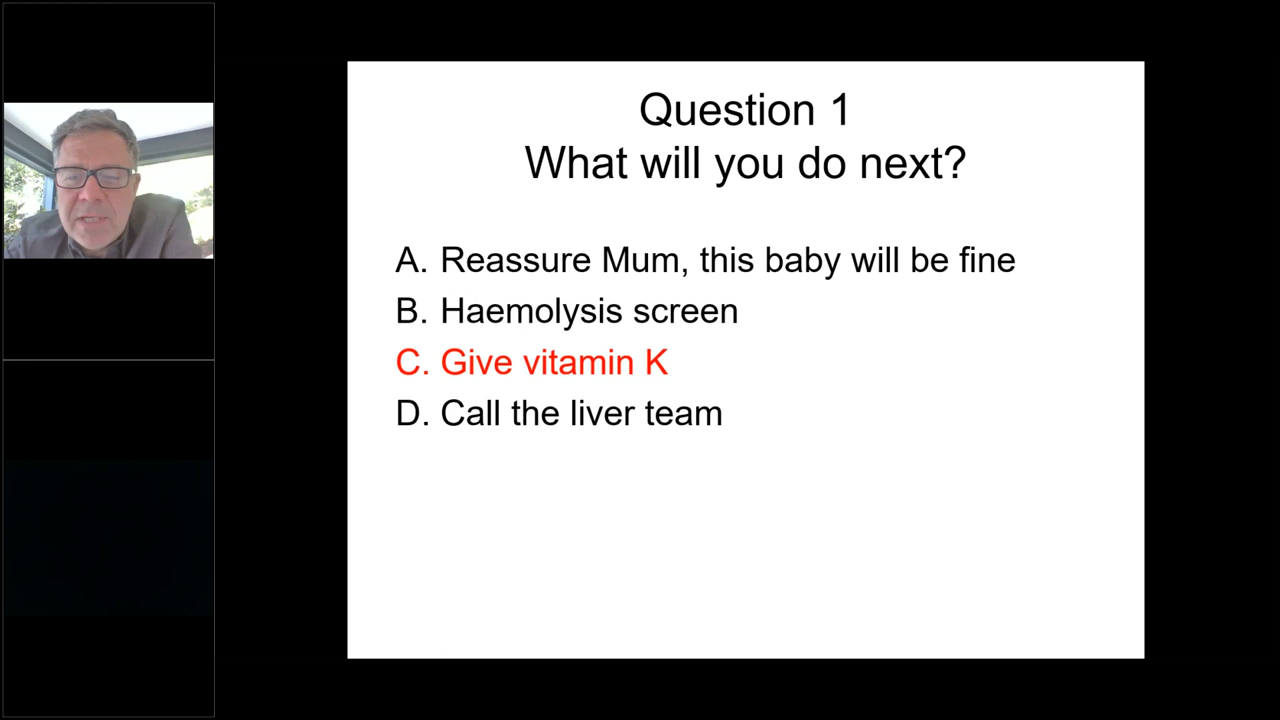 Question 1
What will you do next?
A. Reassure Mum, this baby will be fine
B. Haemolysis screen
C. Give vitamin K
D. Call the liver team